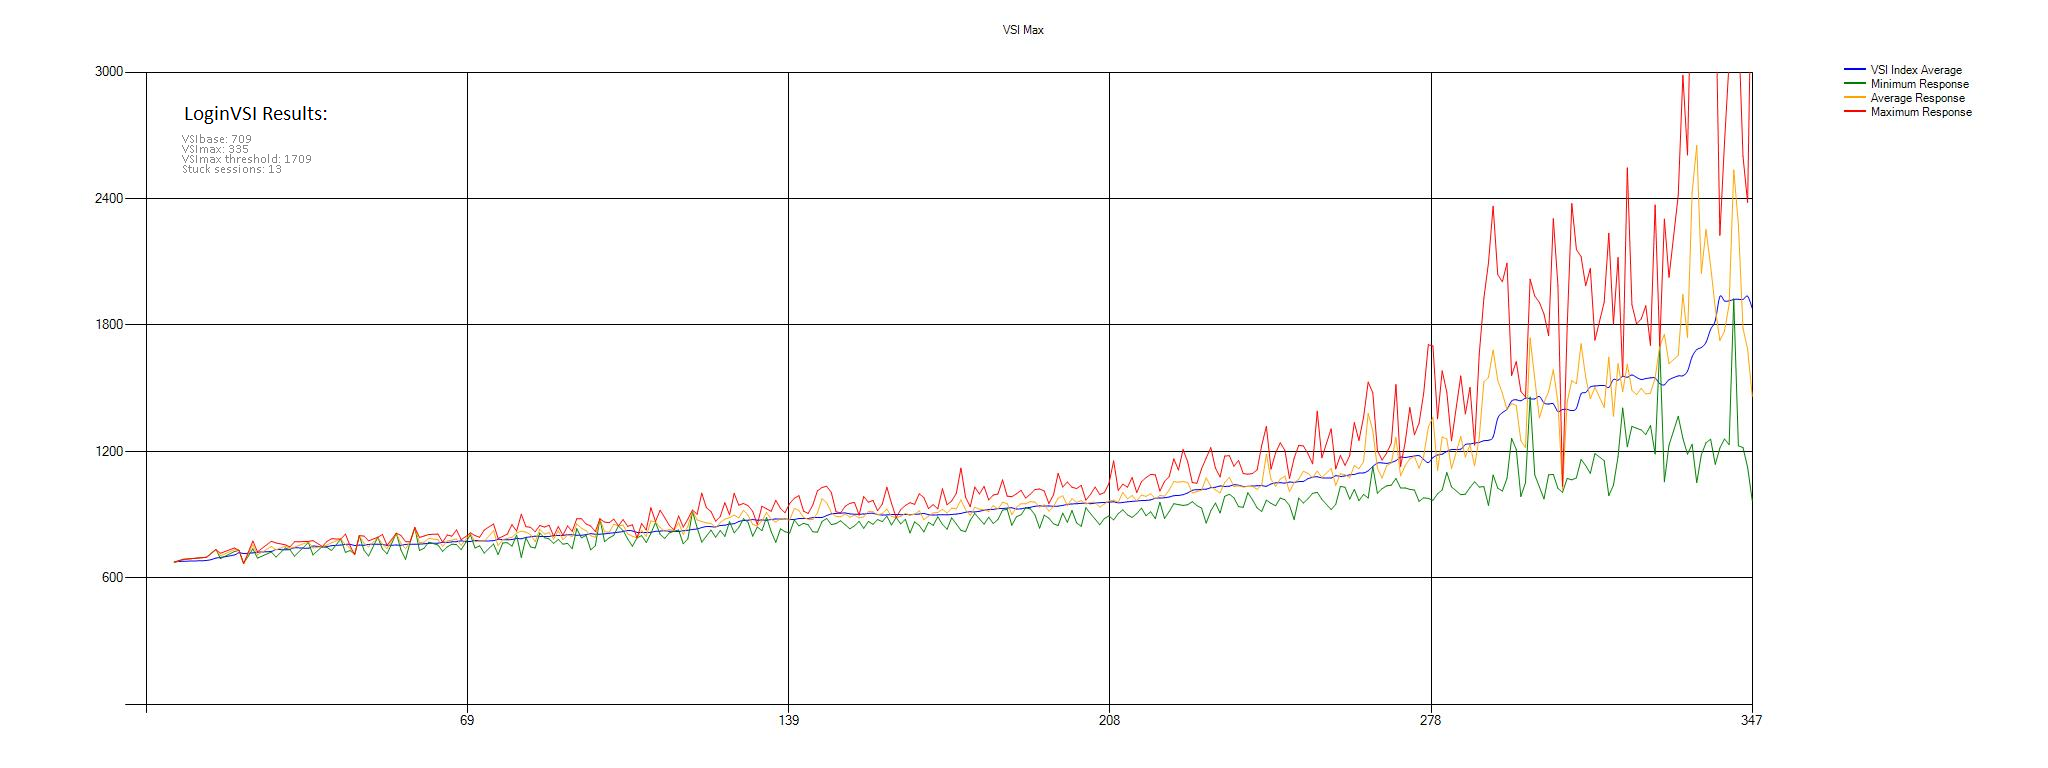 VSI Max
3000
2400
1800
1200
600
69
139
208
278
347
LoginVSI Results:
VSIbase: 709
VSImax: 335
VSImax threshold: 1709
Stuck sessions: 13
VSI Index Average
Minimum Response
Average Response
Maximum Response